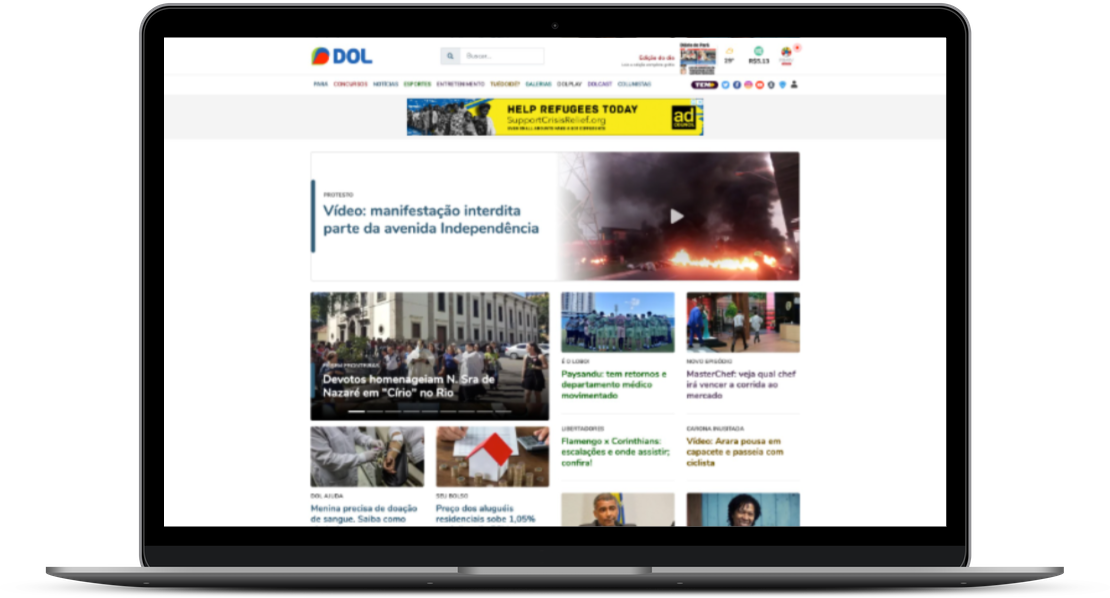 DOL
Buscar...
Edição do dia
Diário do Pará
29°
R$5,13
PARÁ CONCURSOS NOTÍCIAS ESPORTES ENTRETENIMENTO TUÉDOIDÉ? GALERIAS DOLPLAY DOLCAST COLUNISTAS
HELP REFUGEES TODAY
SupportCrisisRelief.org
ad
PROTESTO
Vídeo: manifestação interdita
parte da avenida Independência
Devotos homenageiam N. Sra de
Nazaré em "Círio" no Rio
É O LOBO!
Paysandu: tem retornos e
departamento médico
movimentado
NOVO EPISÓDIO
MasterChef: veja qual chef
irá vencer a corrida ao
mercado
LIBERTADORES
Flamengo x Corinthians:
escalações e onde assistir;
confira!
CARONA INUSITADA
Vídeo: Arara pousa em
capacete e passeia com
ciclista
DOL AJUDA
Menina precisa de doação
de sangue. Saiba como
SEU BOLSO
Preço dos aluguéis
residenciais sobe 1,05%